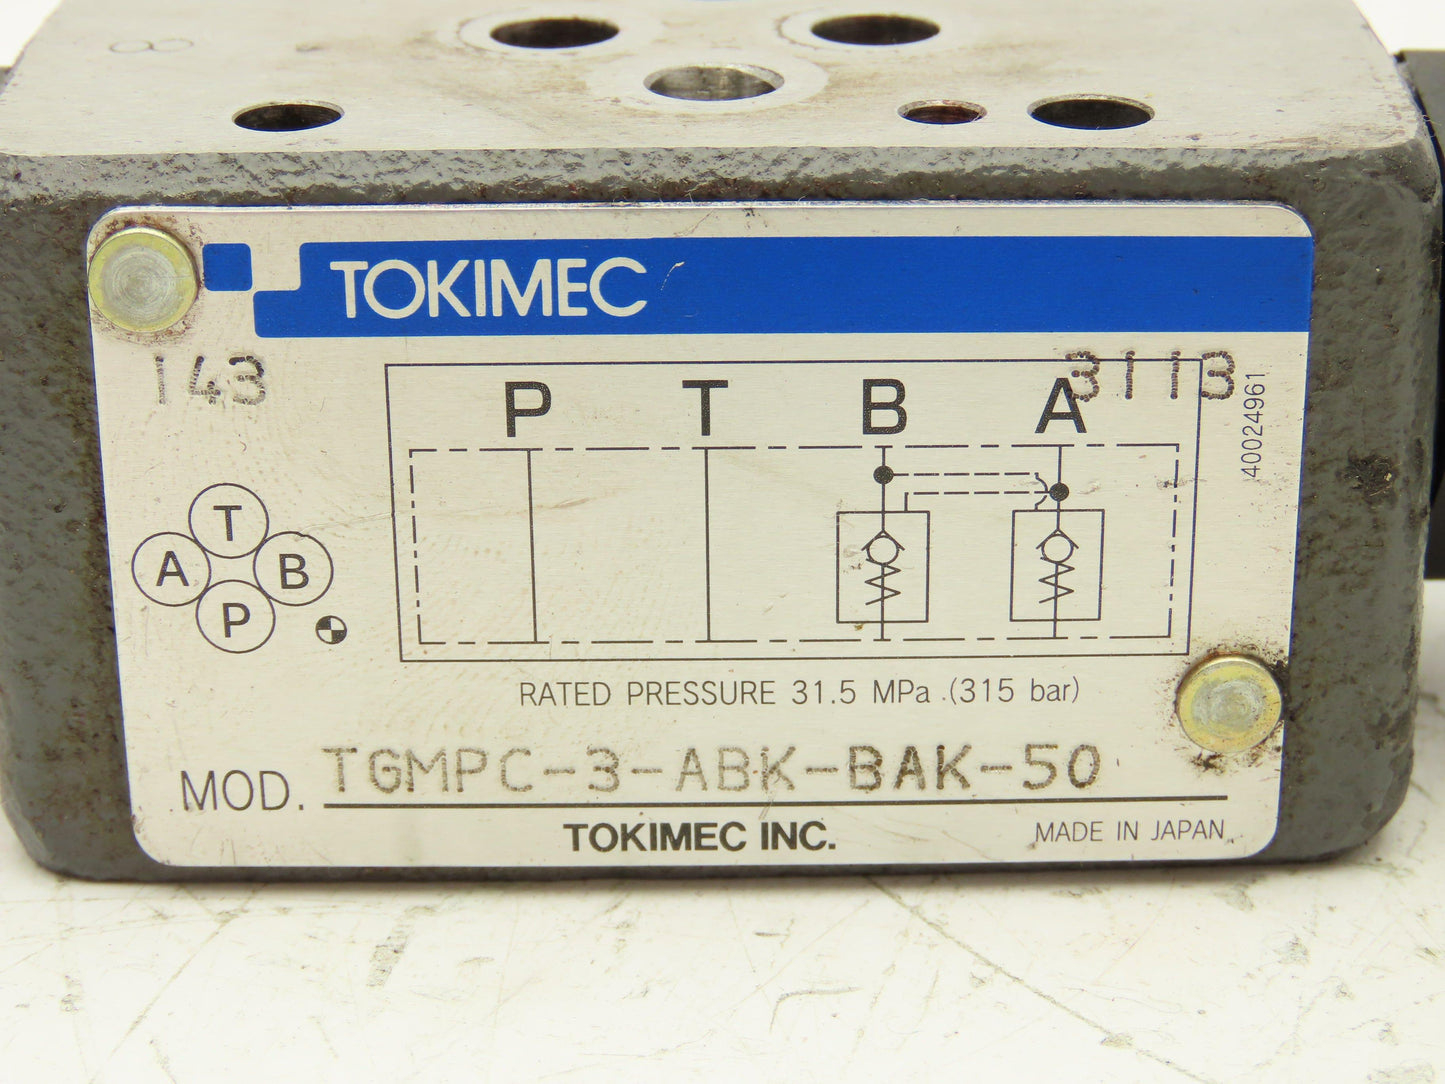 8
TOKIMEC
143
3113
P T B A
40024961
T
A B
P
RATED PRESSURE 31.5 MPa (315 bar)
MOD. TGMPC-3-ABK-BAK-50
TOKIMEC INC. MADE IN JAPAN